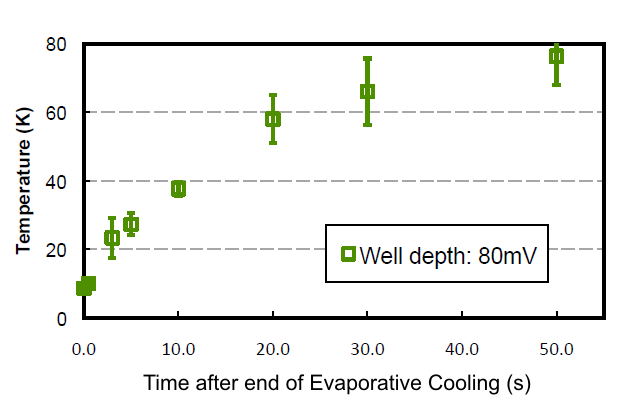 80
60
40
20
0
Temperature (K)
Well depth: 80mV
0.0 10.0 20.0 30.0 40.0 50.0
Time after end of Evaporative Cooling (s)